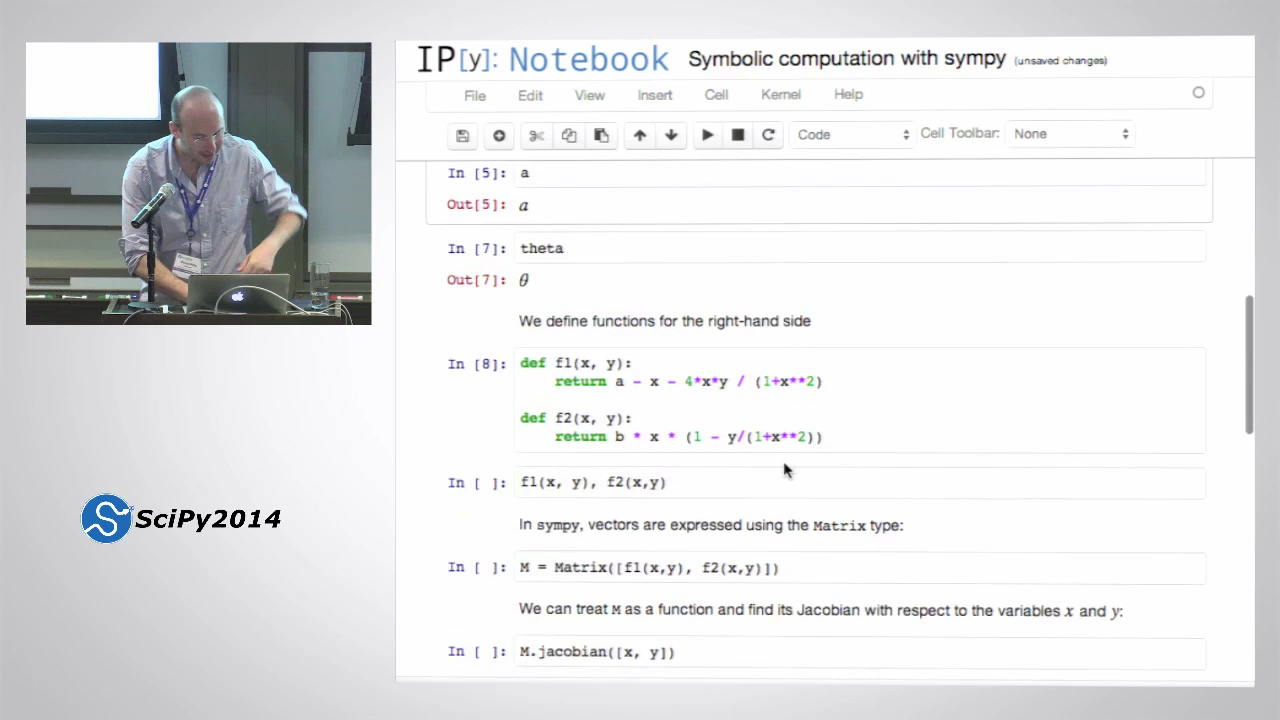 IP[y]: Notebook Symbolic computation with sympy (unsaved changes)
File Edit View Insert Cell Kernel Help
Code Cell Toolbar: None
In [5]: a
Out[5]: a
In [7]: theta
Out[7]: θ
We define functions for the right-hand side
In [8]: def f1(x, y):
return a - x - 4*x*y / (1+x**2)
def f2(x, y):
return b * x * (1 - y/(1+x**2))
In [ ]: f1(x, y), f2(x,y)
In sympy, vectors are expressed using the Matrix type:
In [ ]: M = Matrix([f1(x,y), f2(x,y)])
We can treat M as a function and find its Jacobian with respect to the variables x and y:
In [ ]: M.jacobian([x, y])
SciPy2014